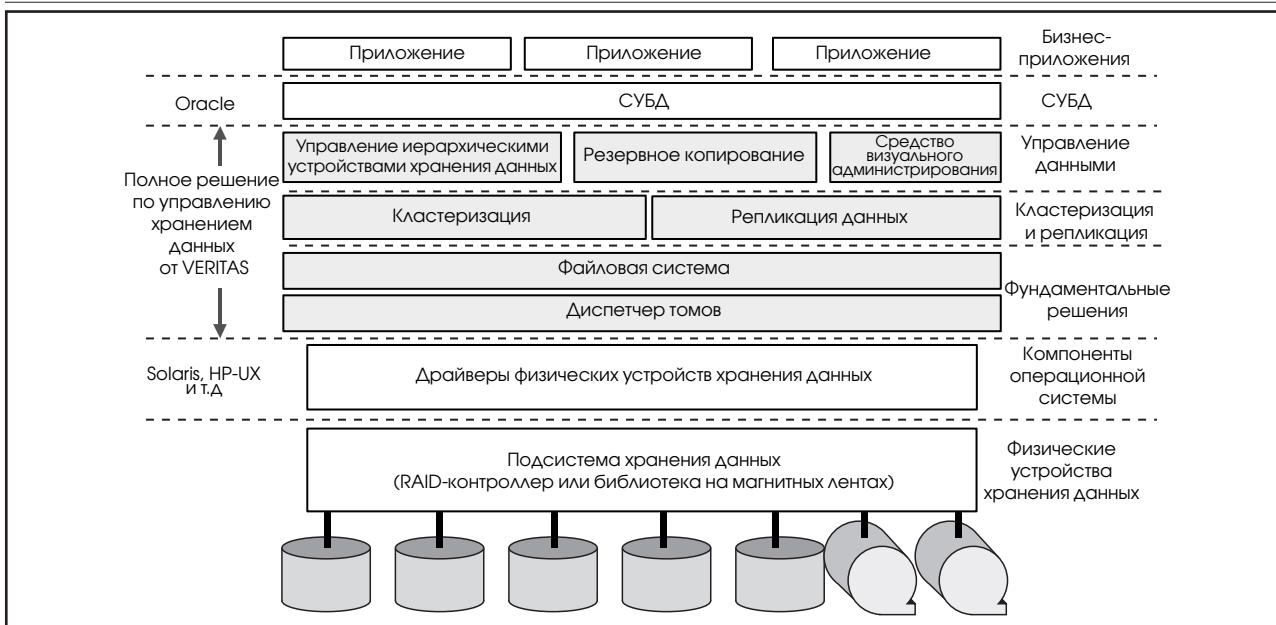 Приложение
Приложение
Приложение
Бизнес-
приложения
Oracle
СУБД
СУБД
Полное решение
по управлению
хранением
данных
от VERITAS
Управление иерархическими
устройствами хранения данных
Резервное копирование
Средство
визуального
администрирования
Управление
данными
Кластеризация
Репликация данных
Кластеризация
и репликация
Файловая система
Диспетчер томов
Фундаментальные
решения
Solaris, HP-UX
и т.д
Драйверы физических устройств хранения данных
Компоненты
операционной
системы
Подсистема хранения данных
(RAID-контроллер или библиотека на магнитных лентах)
Физические
устройства
хранения данных